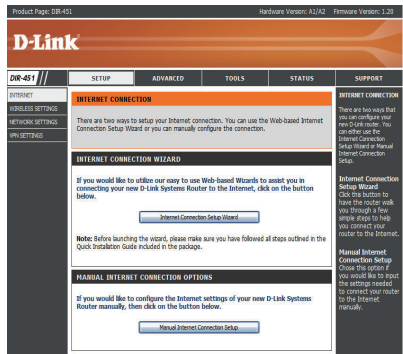 Product Page: DIR-451
Hardware Version: A1/A2 Firmware Version: 1.20
D-Link
DIR-451 //
SETUP
ADVANCED
TOOLS
STATUS
SUPPORT
INTERNET
WIRELESS SETTINGS
NETWORK SETTINGS
VPN SETTINGS
INTERNET CONNECTION
There are two ways to setup your Internet connection. You can use the Web-based Internet
Connection Setup Wizard or you can manually configure the connection.
INTERNET CONNECTION WIZARD
If you would like to utilize our easy to use Web-based Wizards to assist you in
connecting your new D-Link Systems Router to the Internet, click on the button
below.
Internet Connection Setup Wizard
Note: Before launching the wizard, please make sure you have followed all steps outlined in the
Quick Installation Guide included in the package.
MANUAL INTERNET CONNECTION OPTIONS
If you would like to configure the Internet settings of your new D-Link Systems
Router manually, then click on the button below.
Manual Internet Connection Setup
INTERNET CONNECTION
There are two ways that
you can configure your
new D-Link router. You
can either use the
Internet Connection
Setup Wizard or Manual
Internet Connection
Setup.
Internet Connection
Setup Wizard
Click this button to
have the router walk
you through a few
simple steps to help
you connect your
router to the Internet.
Manual Internet
Connection Setup
Chose this option if
you would like to input
the settings needed
to connect your router
to the Internet
manually.